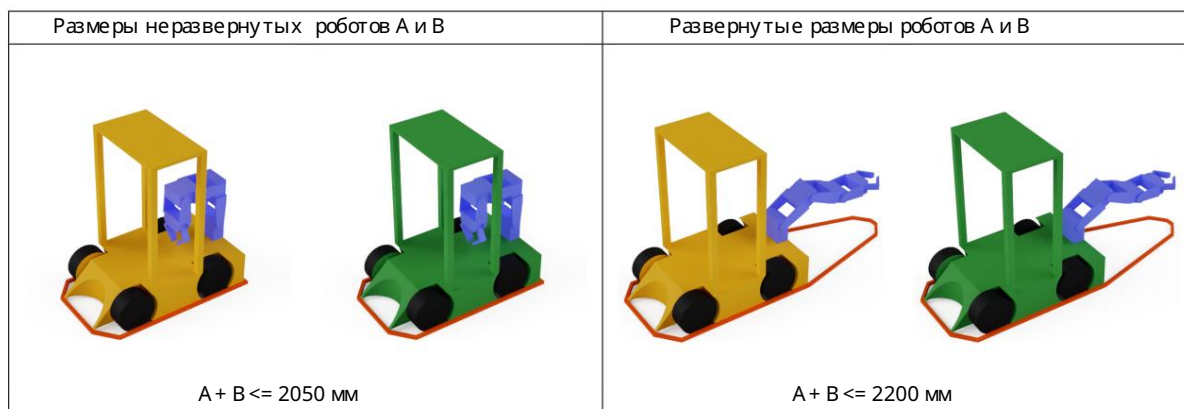 Размеры неразвернутых роботов A и B
Развернутые размеры роботов A и B
A + B <= 2050 мм
A + B <= 2200 мм